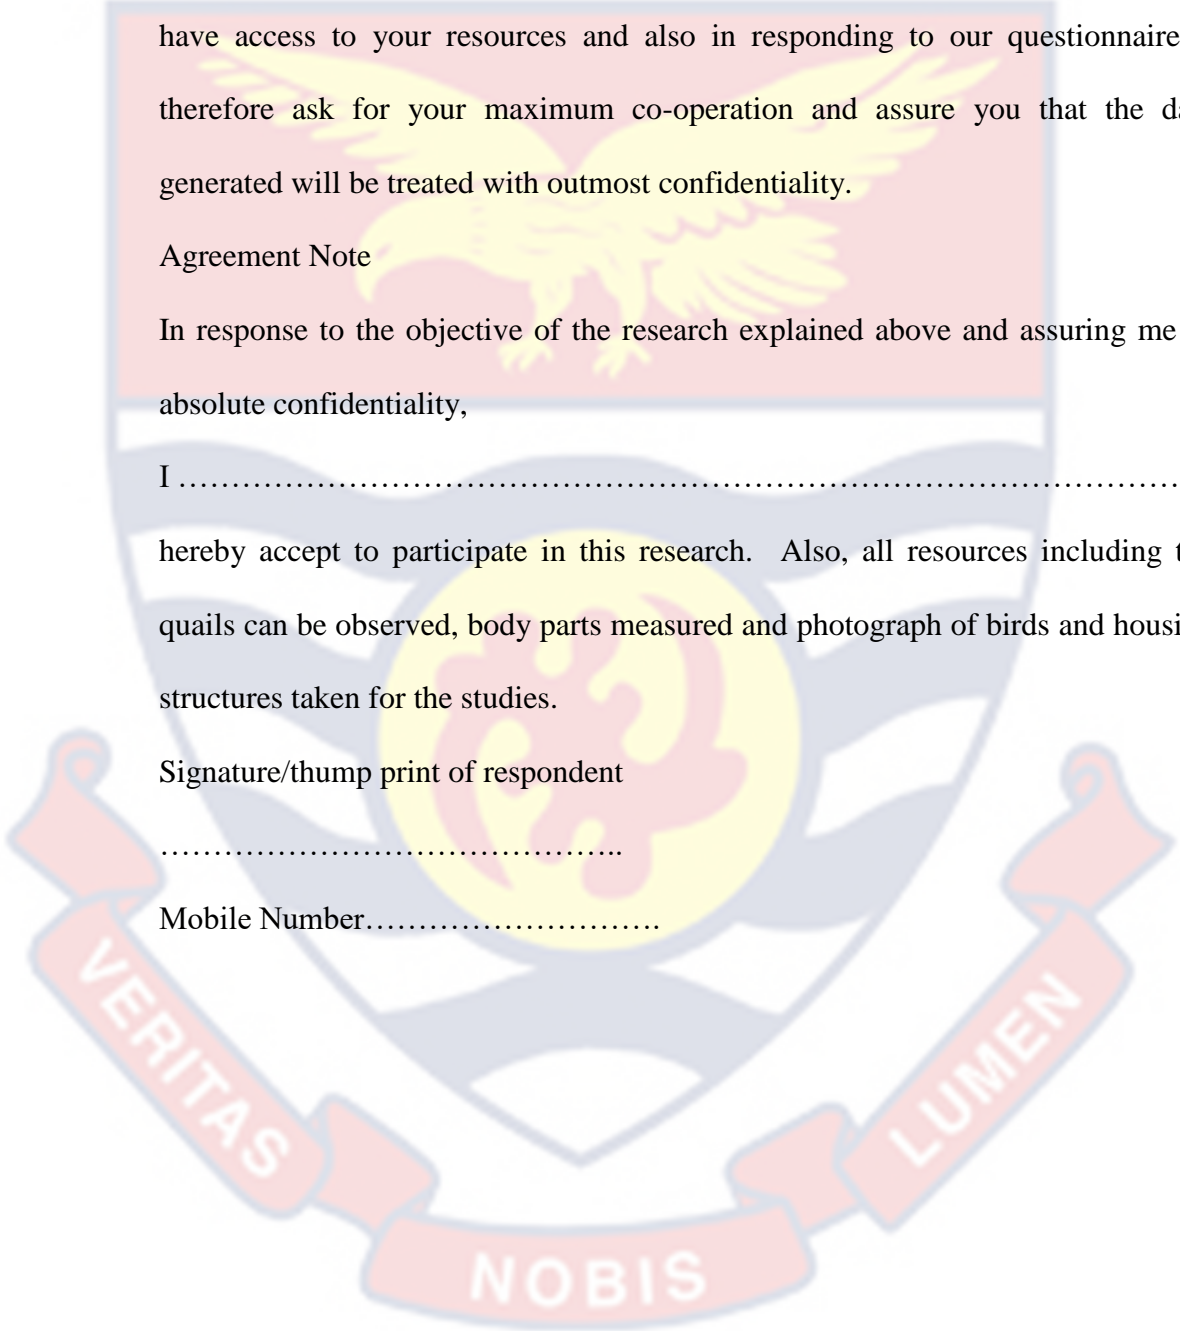 have access to your resources and also in responding to our questionnaire
therefore ask for your maximum co-operation and assure you that the
generated will be treated with outmost confidentiality.
Agreement Note
In response to the objective of the research explained above and assuring me
absolute confidentiality,
I ……………………………………………………………………………………
hereby accept to participate in this research. Also, all resources including
quails can be observed, body parts measured and photograph of birds and
structures taken for the studies.
Signature/thump print of respondent
……………………………………..
Mobile Number……………………….
VERITAS
NOBIS
LUMEN